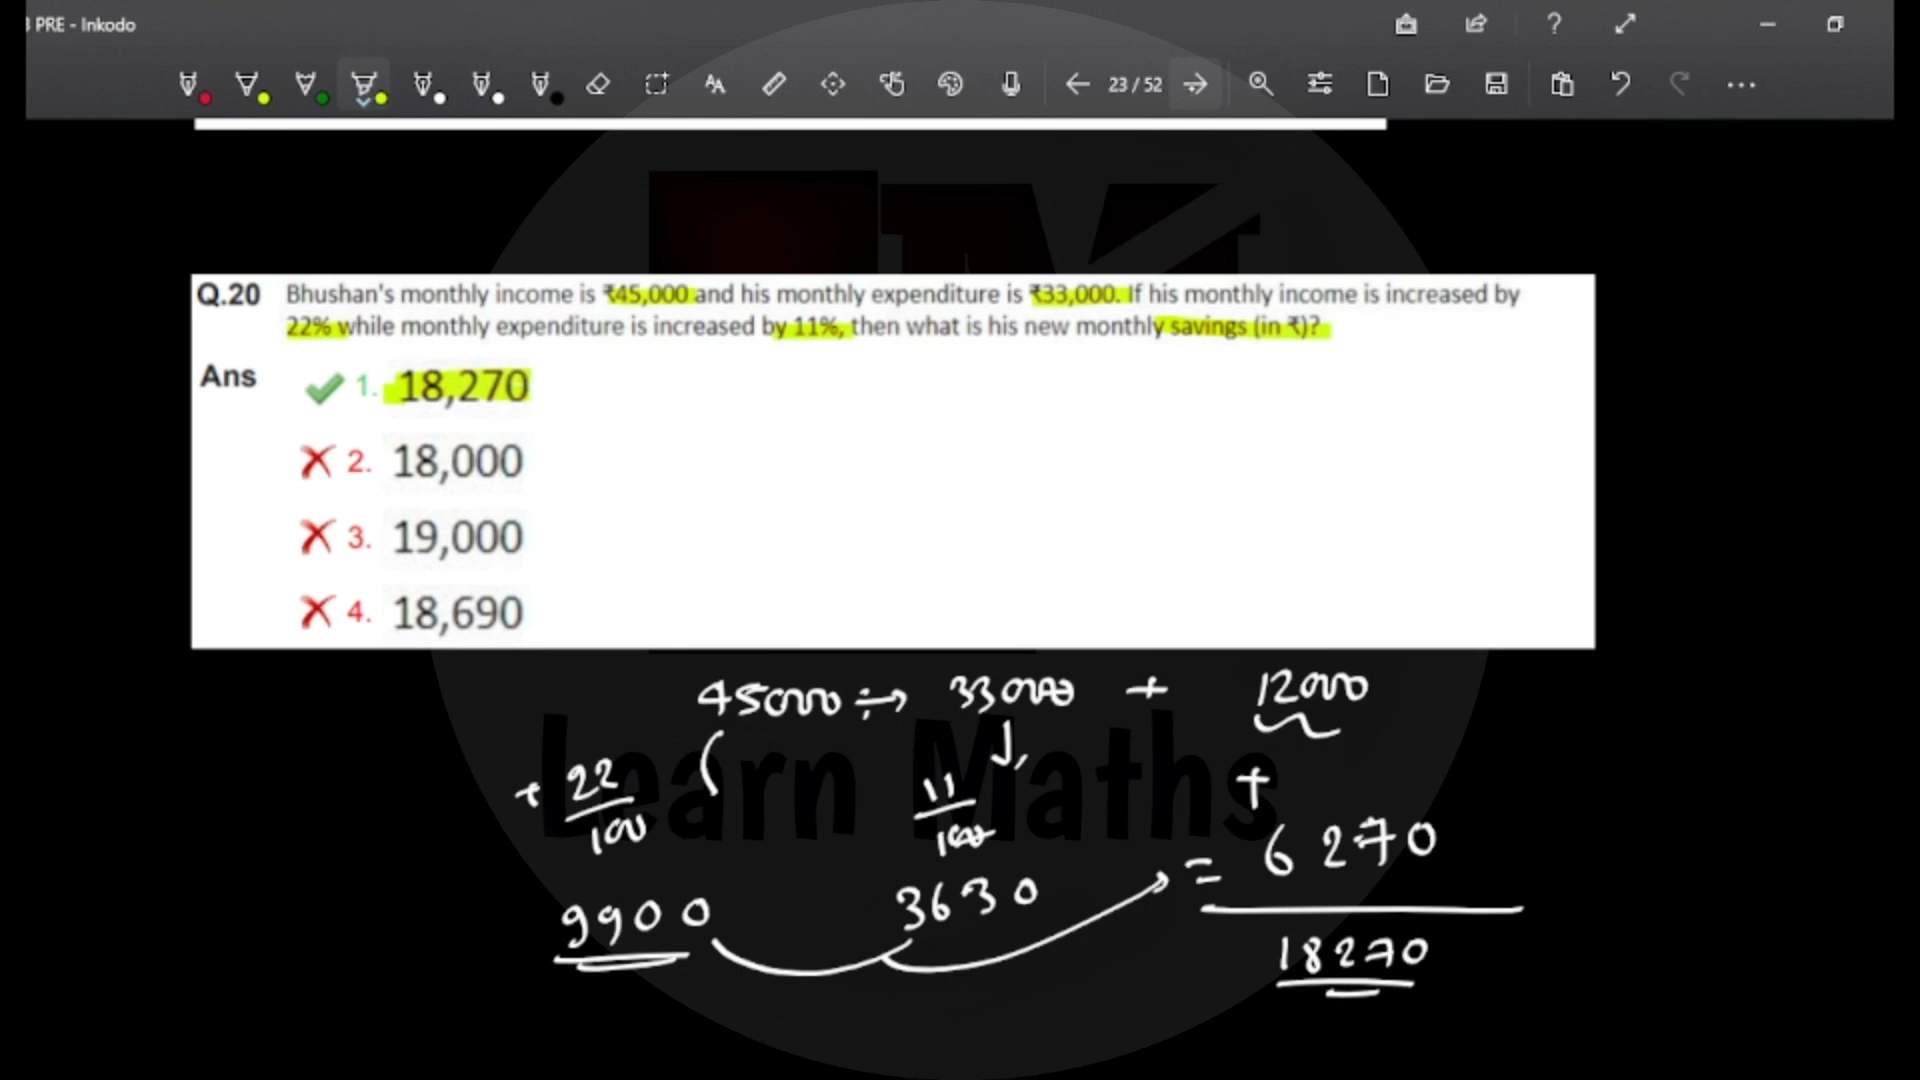 3 PRE - Inkodo
23 / 52
Q.20 Bhushan's monthly income is ₹45,000 and his monthly expenditure is ₹33,000. If his monthly income is increased by
22% while monthly expenditure is increased by 11%, then what is his new monthly savings (in ₹)?
Ans 1. 18,270
2. 18,000
3. 19,000
4. 18,690
45000 → 33000 + 12000
+ 22/100 11/100 +
9900 3630 = 6270
18270
Learn Maths